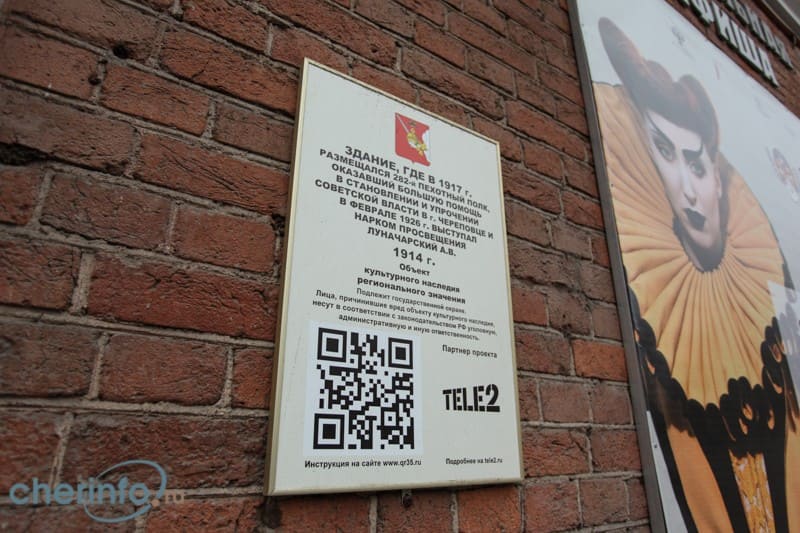 ЗДАНИЕ, ГДЕ В 1917 г.
РАЗМЕЩАЛСЯ 282-й ПЕХОТНЫЙ ПОЛК,
ОКАЗАВШИЙ БОЛЬШУЮ ПОМОЩЬ
В СТАНОВЛЕНИИ И УПРОЧЕНИИ
СОВЕТСКОЙ ВЛАСТИ В г. ЧЕРЕПОВЦЕ И
В ФЕВРАЛЕ 1926 г. ВЫСТУПАЛ
НАРКОМ ПРОСВЕЩЕНИЯ
ЛУНАЧАРСКИЙ А.В.
1914 г.
Объект
культурного наследия
регионального значения
Подлежит государственной охране.
Лица, причинившие вред объекту культурного наследия,
несут в соответствии с законодательством РФ уголовную,
административную и иную ответственность.
Партнер проекта
TELE2
Инструкция на сайте www.qr35.ru
Подробнее на tele2.ru
АФИША
cherinfo.ru